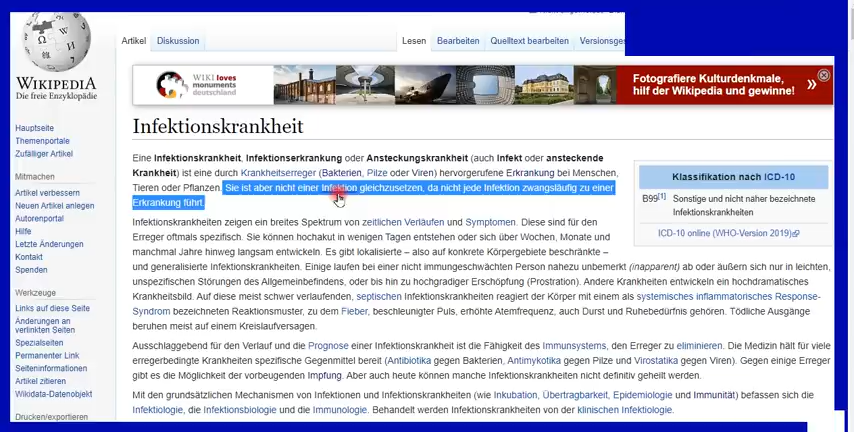 WIKIPEDIA
Die freie Enzyklopädie
Hauptseite
Themenportale
Zufälliger Artikel
Mitmachen
Artikel verbessern
Neuen Artikel anlegen
Autorenportal
Hilfe
Letzte Änderungen
Kontakt
Spenden
Werkzeuge
Links auf diese Seite
Änderungen an
verlinkten Seiten
Spezialseiten
Permanenter Link
Seiteninformationen
Artikel zitieren
Wikidata-Datenobjekt
Drucken/exportieren
Artikel Diskussion Lesen Bearbeiten Quelltext bearbeiten
WIKI loves
monuments
deutschland
Fotografiere Kulturdenkmale,
hilf der Wikipedia und gewinne!
Infektionskrankheit
Eine Infektionskrankheit, Infektionserkrankung oder Ansteckungskrankheit (auch Infekt oder ansteckende
Krankheit) ist eine durch Krankheitserreger (Bakterien, Pilze oder Viren) hervorgerufene Erkrankung bei Menschen,
Tieren oder Pflanzen. Sie ist aber nicht einer Infektion gleichzusetzen, da nicht jede Infektion zwangsläufig zu einer
Erkrankung führt.
Klassifikation nach ICD-10
B99[1] Sonstige und nicht näher bezeichnete
Infektionskrankheiten
ICD-10 online (WHO-Version 2019)
Infektionskrankheiten zeigen ein breites Spektrum von zeitlichen Verläufen und Symptomen. Diese sind für den
Erreger oftmals spezifisch. Sie können hochakut in wenigen Tagen entstehen oder sich über Wochen, Monate und
manchmal Jahre hinweg langsam entwickeln. Es gibt lokalisierte – also auf konkrete Körpergebiete beschränkte –
und generalisierte Infektionskrankheiten. Einige laufen bei einer nicht immungeschwächten Person nahezu unbemerkt (inapparent) ab oder äußern sich nur in leichten,
unspezifischen Störungen des Allgemeinbefindens, oder bis zu hochgradiger Erschöpfung (Prostration). Andere Krankheiten entwickeln ein hochdramatisches
Krankheitsbild. Auf diese meist schwer verlaufenden, septischen Infektionskrankheiten reagiert der Körper mit einem als systemisches inflammatorisches Response-
Syndrom bezeichneten Reaktionsmuster, zu dem Fieber, beschleunigter Puls, erhöhte Atemfrequenz, auch Durst und Ruhebedürfnis gehören. Tödliche Ausgänge
beruhen meist auf einem Kreislaufversagen.
Ausschlaggebend für den Verlauf und die Prognose einer Infektionskrankheit ist die Fähigkeit des Immunsystems, den Erreger zu eliminieren. Die Medizin hält für viele
erregerbedingte Krankheiten spezifische Gegenmittel bereit (Antibiotika gegen Bakterien, Antimykotika gegen Pilze und Virostatika gegen Viren). Gegen einige Erreger
gibt es die Möglichkeit der vorbeugenden Impfung. Aber auch heute können manche Infektionskrankheiten nicht definitiv geheilt werden.
Mit den grundsätzlichen Mechanismen von Infektionen und Infektionskrankheiten (wie Inkubation, Übertragbarkeit, Epidemiologie und Immunität) befassen sich die
Infektiologie, die Infektionsbiologie und die Immunologie. Behandelt werden Infektionskrankheiten von der klinischen Infektiologie.